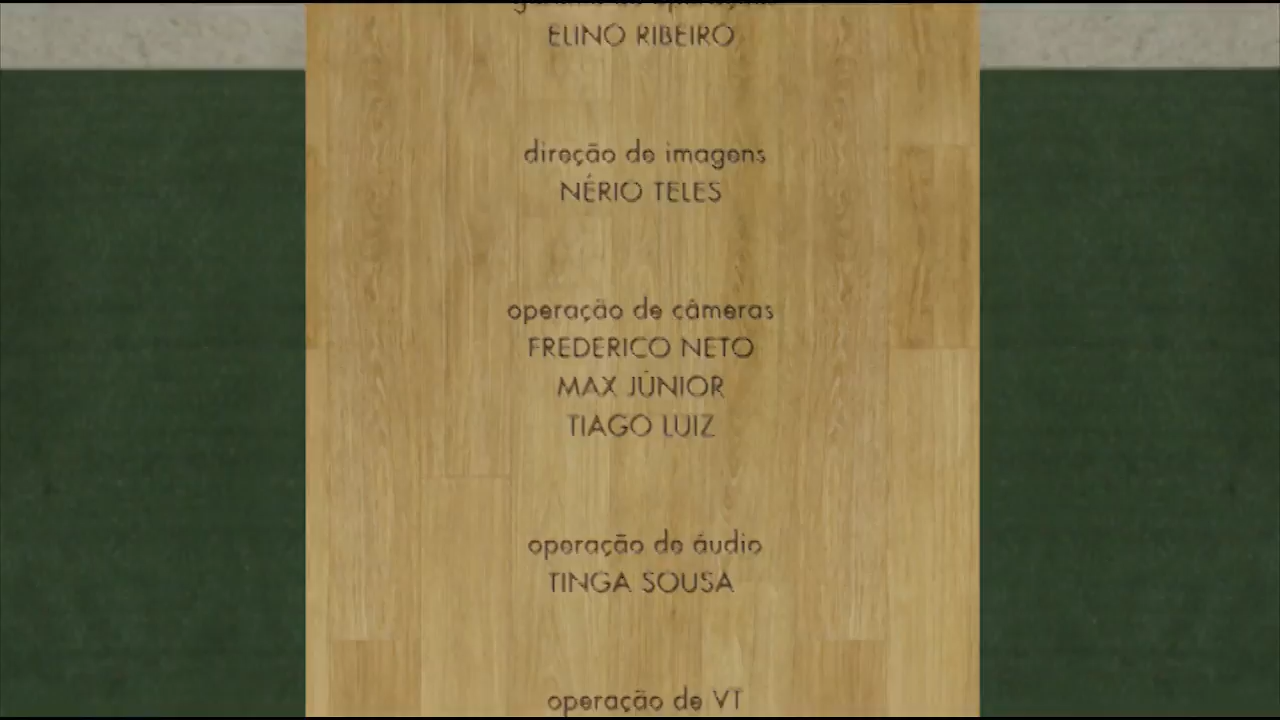 ELINO RIBEIRO
direção de imagens
NÉRIO TELES
operação de câmeras
FREDERICO NETO
MAX JÚNIOR
TIAGO LUIZ
operação de áudio
TINGA SOUSA
operação de VT